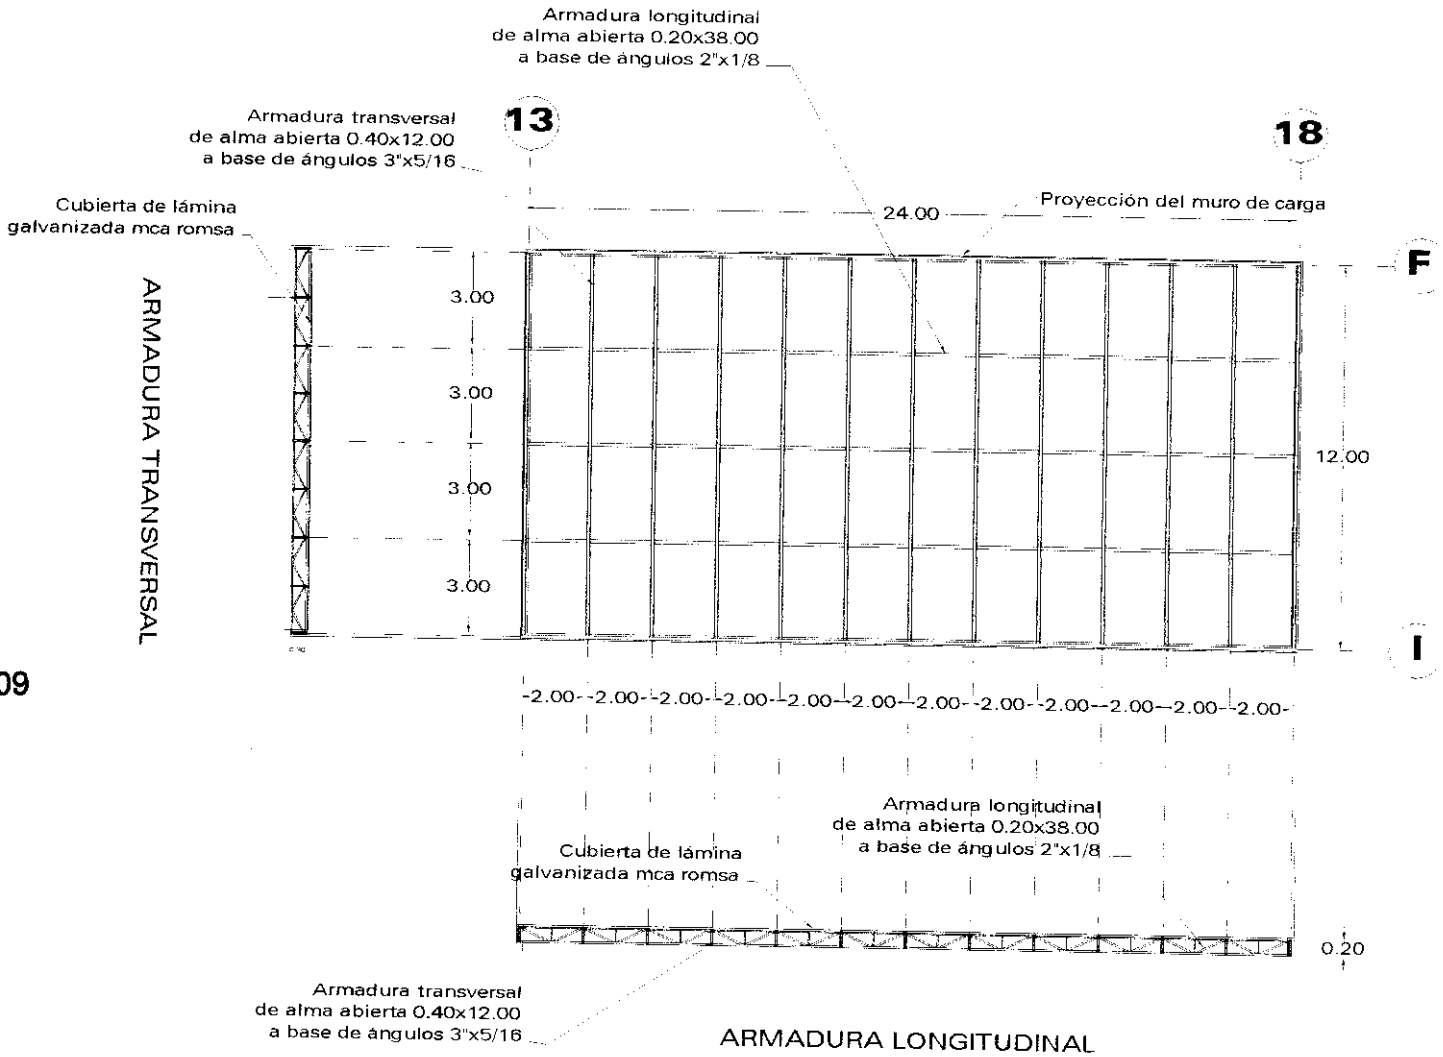 Armadura longitudinal
de alma abierta 0.20x38.00
a base de ángulos 2"x1/8
Armadura transversal
de alma abierta 0.40x12.00
a base de ángulos 3"x5/16
13
18
Cubierta de lámina
galvanizada mca romsa
24.00
Proyección del muro de carga
F
ARMADURA TRANSVERSAL
3.00
3.00
3.00
3.00
12.00
I
09
-2.00--2.00--2.00--2.00--2.00--2.00--2.00--2.00--2.00--2.00--2.00--2.00-
Armadura longitudinal
de alma abierta 0.20x38.00
a base de ángulos 2"x1/8
Cubierta de lámina
galvanizada mca romsa
0.20
Armadura transversal
de alma abierta 0.40x12.00
a base de ángulos 3"x5/16
ARMADURA LONGITUDINAL